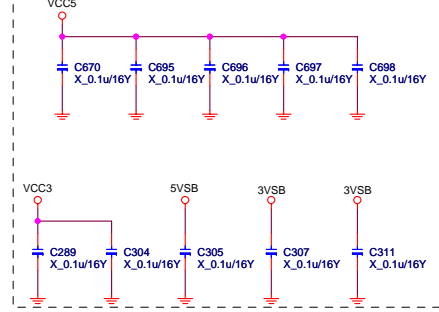 VCC5
C670
X_0.1u/16Y
C695
X_0.1u/16Y
C696
X_0.1u/16Y
C697
X_0.1u/16Y
C698
X_0.1u/16Y
VCC3
5VSB
3VSB
3VSB
C289
X_0.1u/16Y
C304
X_0.1u/16Y
C305
X_0.1u/16Y
C307
X_0.1u/16Y
C311
X_0.1u/16Y